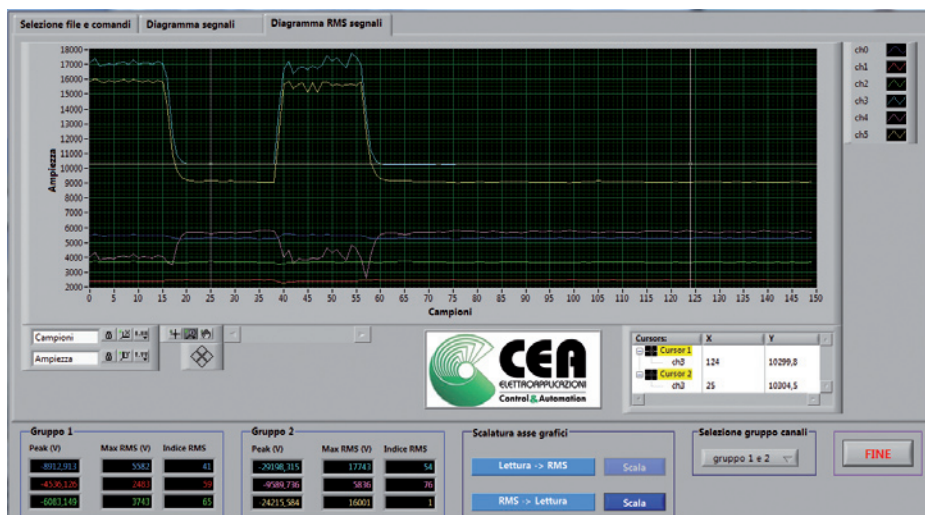 Selezione file e comandi Diagramma segnali Diagramma RMS segnali
18000
17000
16000
15000
14000
13000
12000
11000
10000
9000
8000
7000
6000
5000
4000
3000
2000
Ampiezza
0 5 10 15 20 25 30 35 40 45 50 55 60 65 70 75 80 85 90 95 100 105 110 115 120 125 130 135 140 145 150
Campioni
ch0
ch1
ch2
ch3
ch4
ch5
Campioni
Ampiezza
CEA
ELETTROAPPLICAZIONI
Control & Automation
Cursors: X Y
Cursor 1
ch3 124 10299,8
Cursor 2
ch3 25 10304,5
Gruppo 1
Peak (V) Max RMS (V) Indice RMS
-8912,913 5582 41
-4536,126 2483 59
-6083,149 3743 65
Gruppo 2
Peak (V) Max RMS (V) Indice RMS
-29198,315 17743 54
-9589,736 5836 76
-24215,584 16001 1
Scalatura asse grafici
Lettura -> RMS Scala
RMS -> Lettura Scala
Selezione gruppo canali
gruppo 1 e 2
FINE